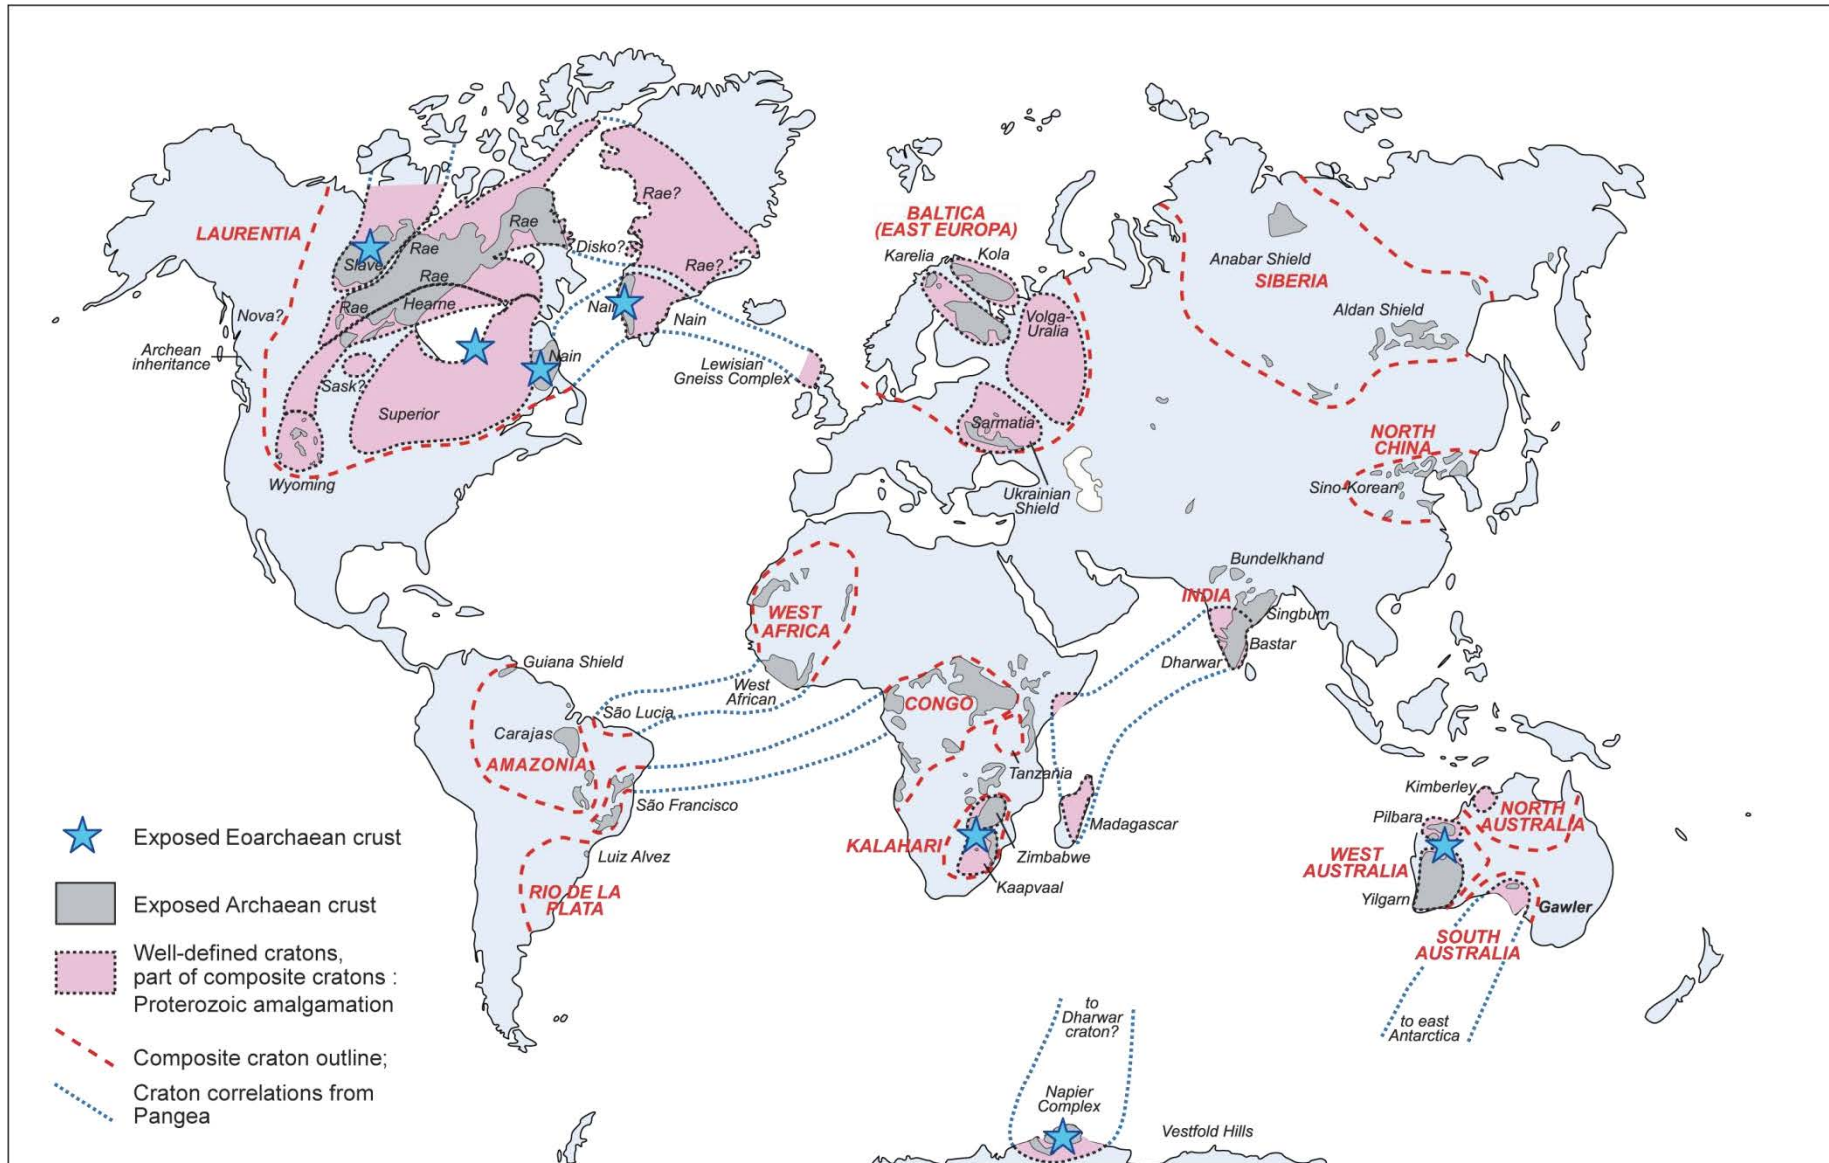 LAURENTIA
Slave
Rae
Rae
Rae
Rae
Hearne
Nova?
Archean
inheritance
Sask?
Superior
Wyoming
Nain
Disko?
Rae?
Rae?
Nain
Nain
Lewisian
Gneiss Complex
BALTICA
(EAST EUROPA)
Karelia
Kola
Volga-
Uralia
Sarmatia
Ukrainian
Shield
Anabar Shield
SIBERIA
Aldan Shield
NORTH
CHINA
Sino-Korean
Bundelkhand
INDIA
Singbum
Bastar
Dharwar
WEST
AFRICA
West
African
Guiana Shield
São Lucia
Carajas
AMAZONIA
São Francisco
Luiz Alvez
RIO DE LA
PLATA
CONGO
Tanzania
KALAHARI
Zimbabwe
Kaapvaal
Madagascar
Kimberley
NORTH
AUSTRALIA
Pilbara
WEST
AUSTRALIA
Yilgarn
Gawler
SOUTH
AUSTRALIA
to east
Antarctica
to
Dharwar
craton?
Napier
Complex
Vestfold Hills
Exposed Eoarchaean crust
Exposed Archaean crust
Well-defined cratons,
part of composite cratons :
Proterozoic amalgamation
Composite craton outline;
Craton correlations from
Pangea